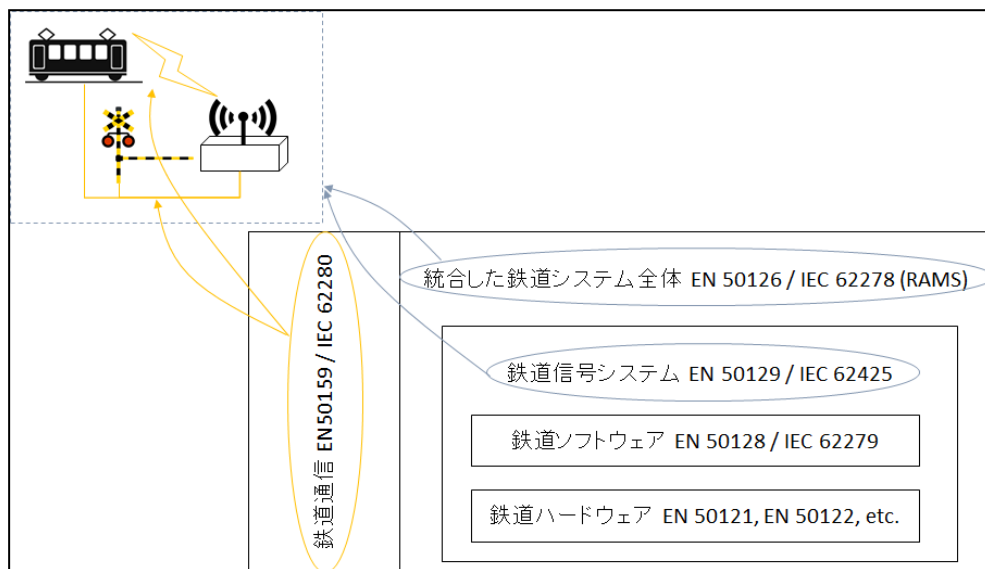 鉄道通信 EN50159 / IEC 62280
統合した鉄道システム全体 EN 50126 / IEC 62278 (RAMS)
鉄道信号システム EN 50129 / IEC 62425
鉄道ソフトウェア EN 50128 / IEC 62279
鉄道ハードウェア EN 50121, EN 50122, etc.